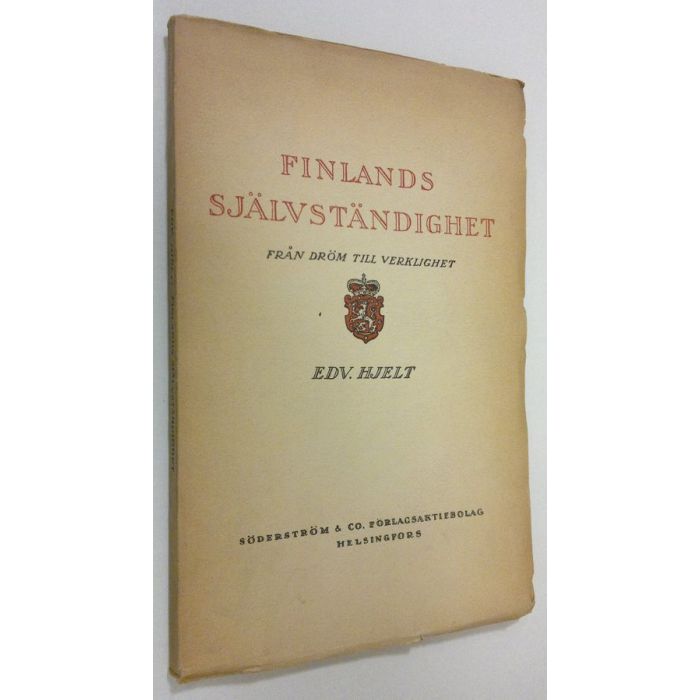 FINLANDS
SJÄLVSTÄNDIGHET
FRÅN DRÖM TILL VERKLIGHET
EDV. HJELT
SÖDERSTRÖM & CO. FÖRLAGSAKTIEBOLAG
HELSINGFORS